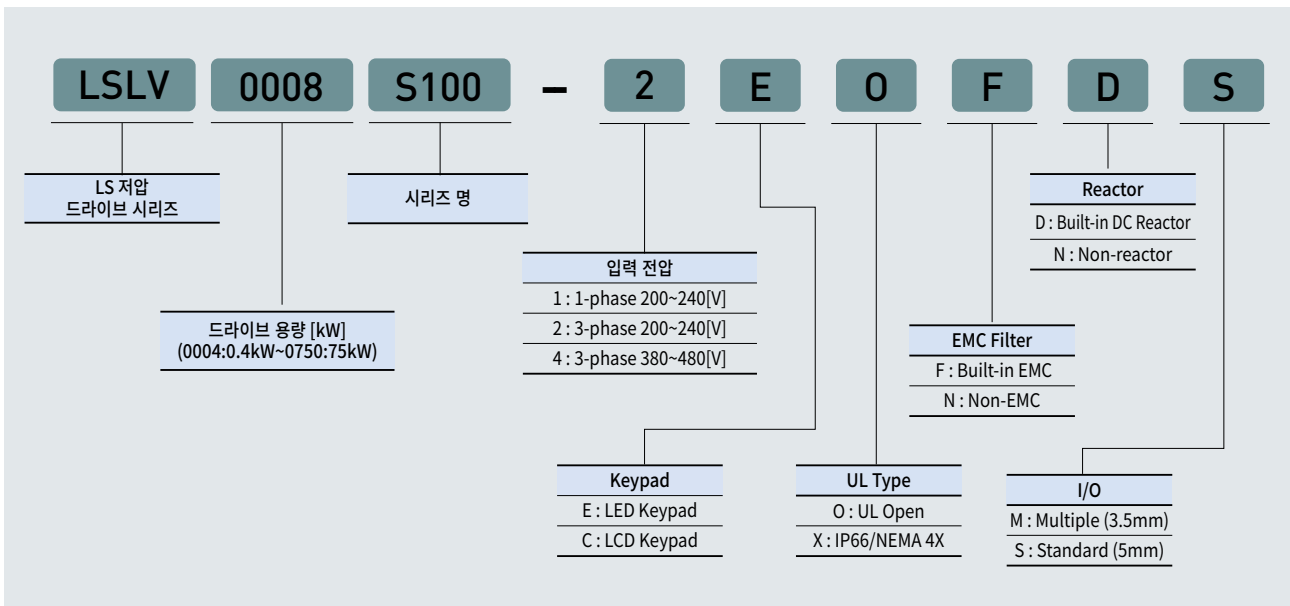 LSLV 0008 S100 - 2 E O F D S
LS 저압
드라이브 시리즈
드라이브 용량 [kW]
(0004:0.4kW~0750:75kW)
시리즈 명
입력 전압
1 : 1-phase 200~240[V]
2 : 3-phase 200~240[V]
4 : 3-phase 380~480[V]
Keypad
E : LED Keypad
C : LCD Keypad
UL Type
O : UL Open
X : IP66/NEMA 4X
EMC Filter
F : Built-in EMC
N : Non-EMC
Reactor
D : Built-in DC Reactor
N : Non-reactor
I/O
M : Multiple (3.5mm)
S : Standard (5mm)